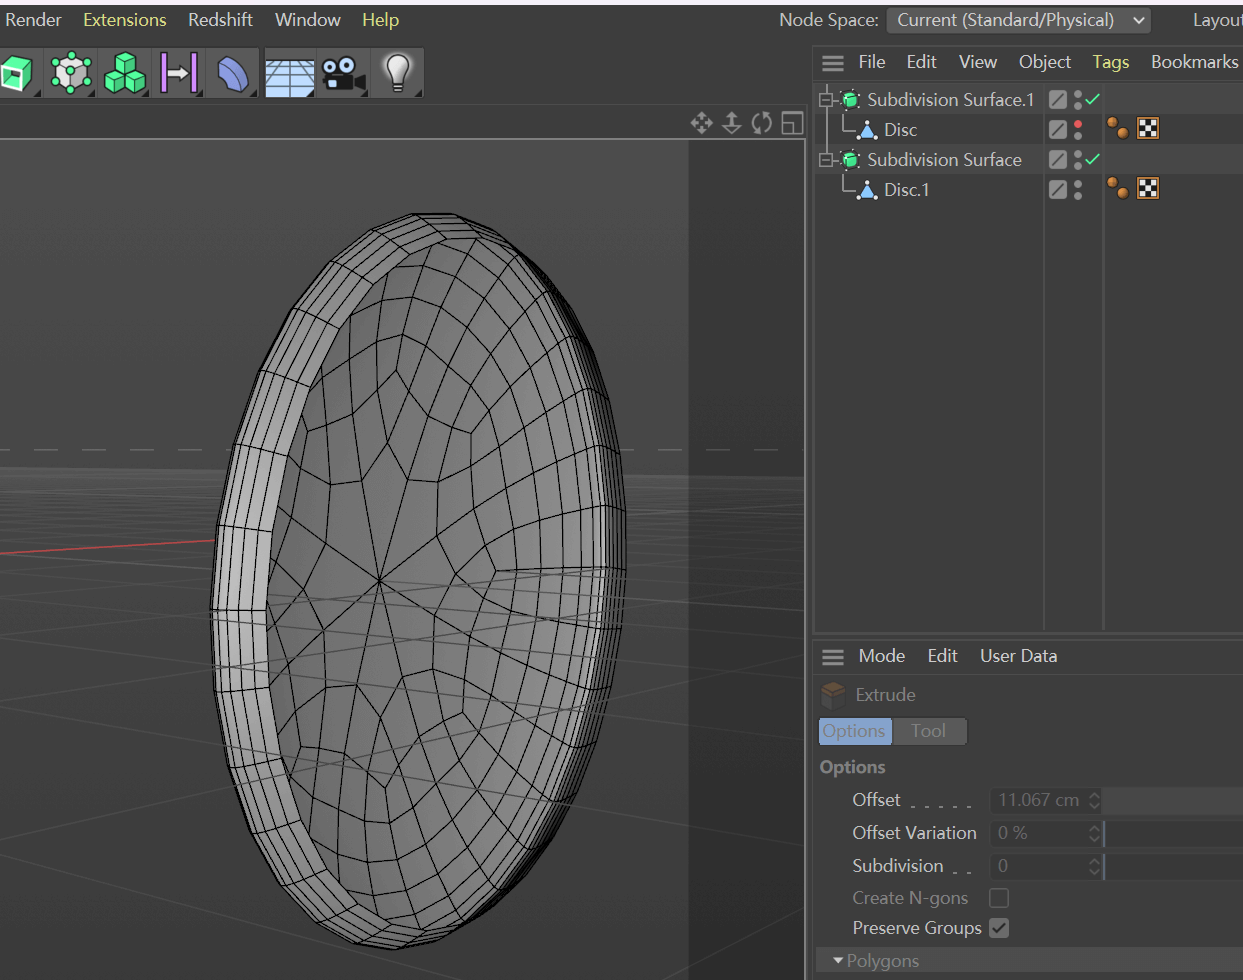 Render Extensions Redshift Window Help Node Space: Current (Standard/Physical)
File Edit View Object Tags Bookmarks
Subdivision Surface.1
Disc
Subdivision Surface
Disc.1
Mode Edit User Data
Extrude
Options Tool
Options
Offset . . . . . 11.067 cm
Offset Variation 0 %
Subdivision . . 0
Create N-gons
Preserve Groups
Polygons